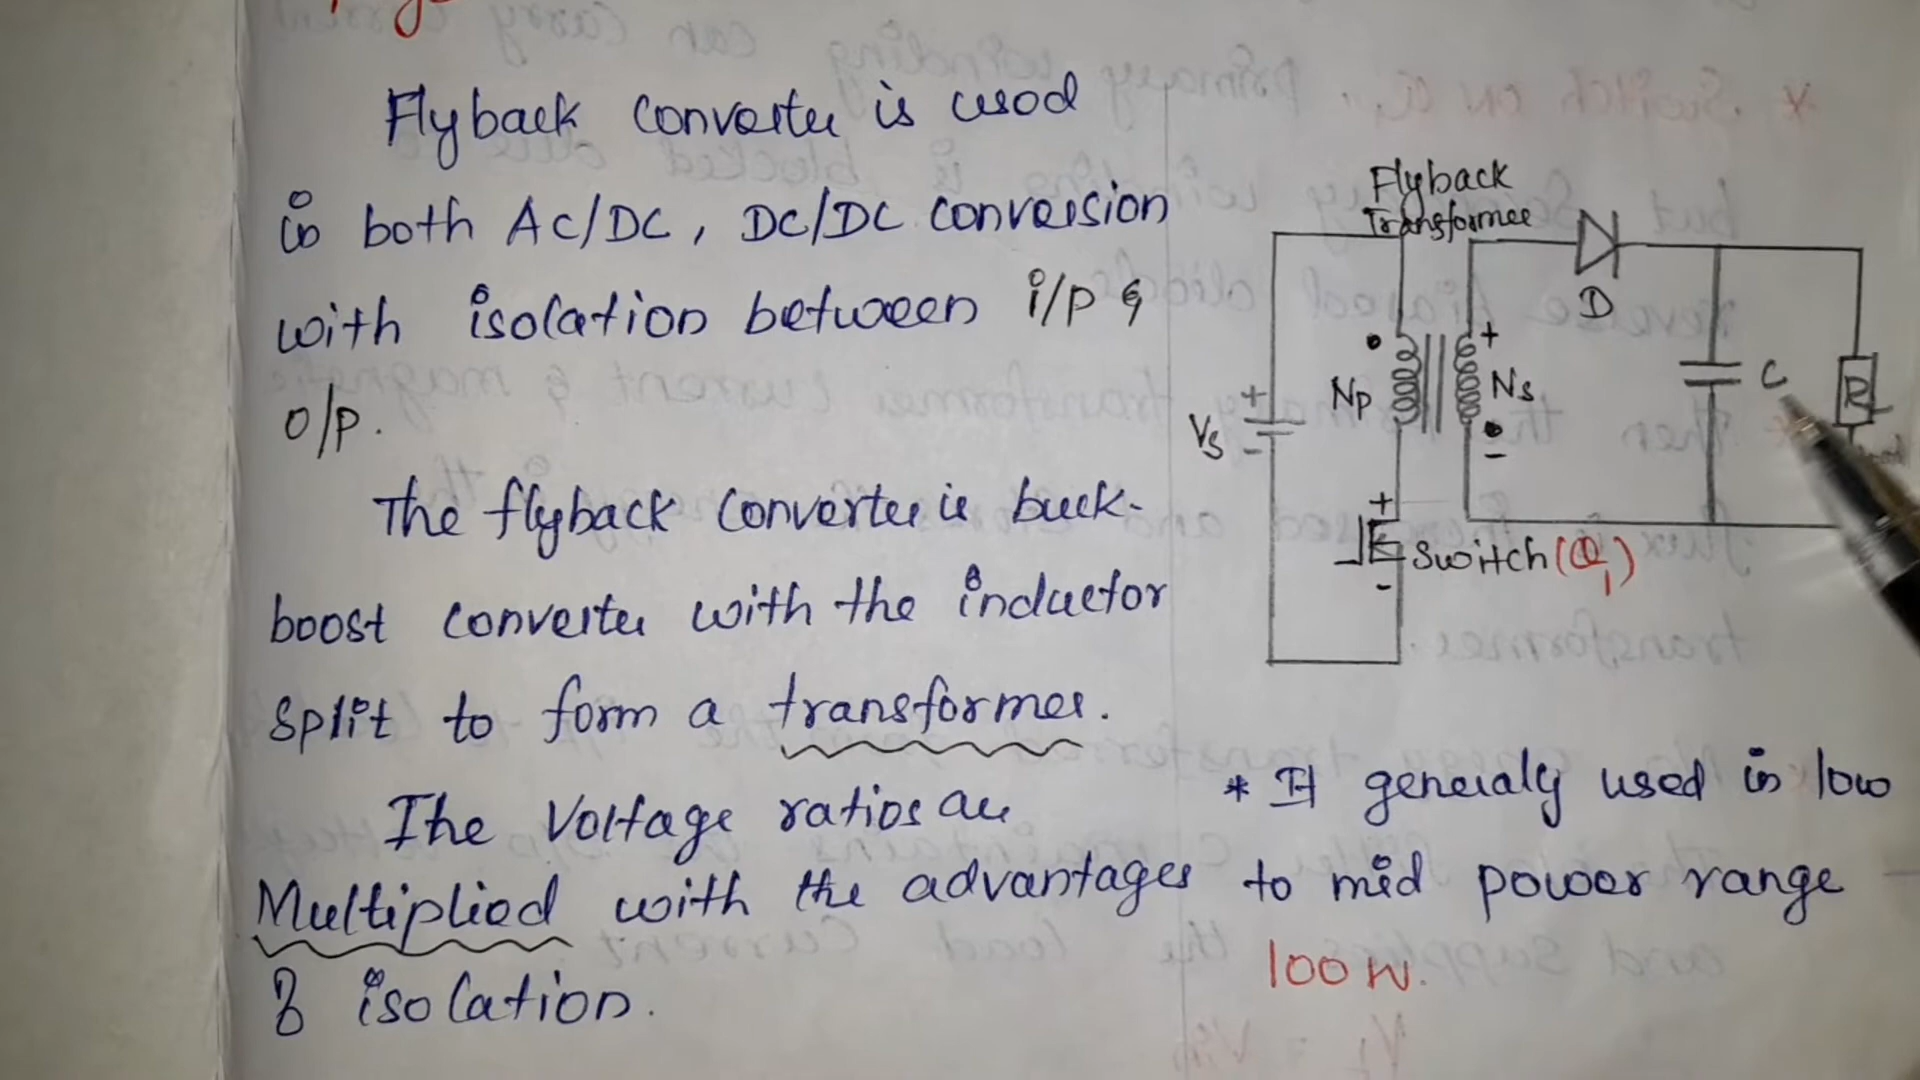 Flyback converter is used
in both AC/DC, DC/DC conversion
with isolation between i/p &
o/p.
The flyback converter is buck-
boost converter with the inductor
split to form a transformer.
The Voltage ratios are
Multiplied with the advantages
& isolation.
Flyback
Transformer
D
+
Np
Ns
C
R
+
Vs
-
-
+
Switch (Q1)
-
* It generaly used in low
to mid power range
100 W.